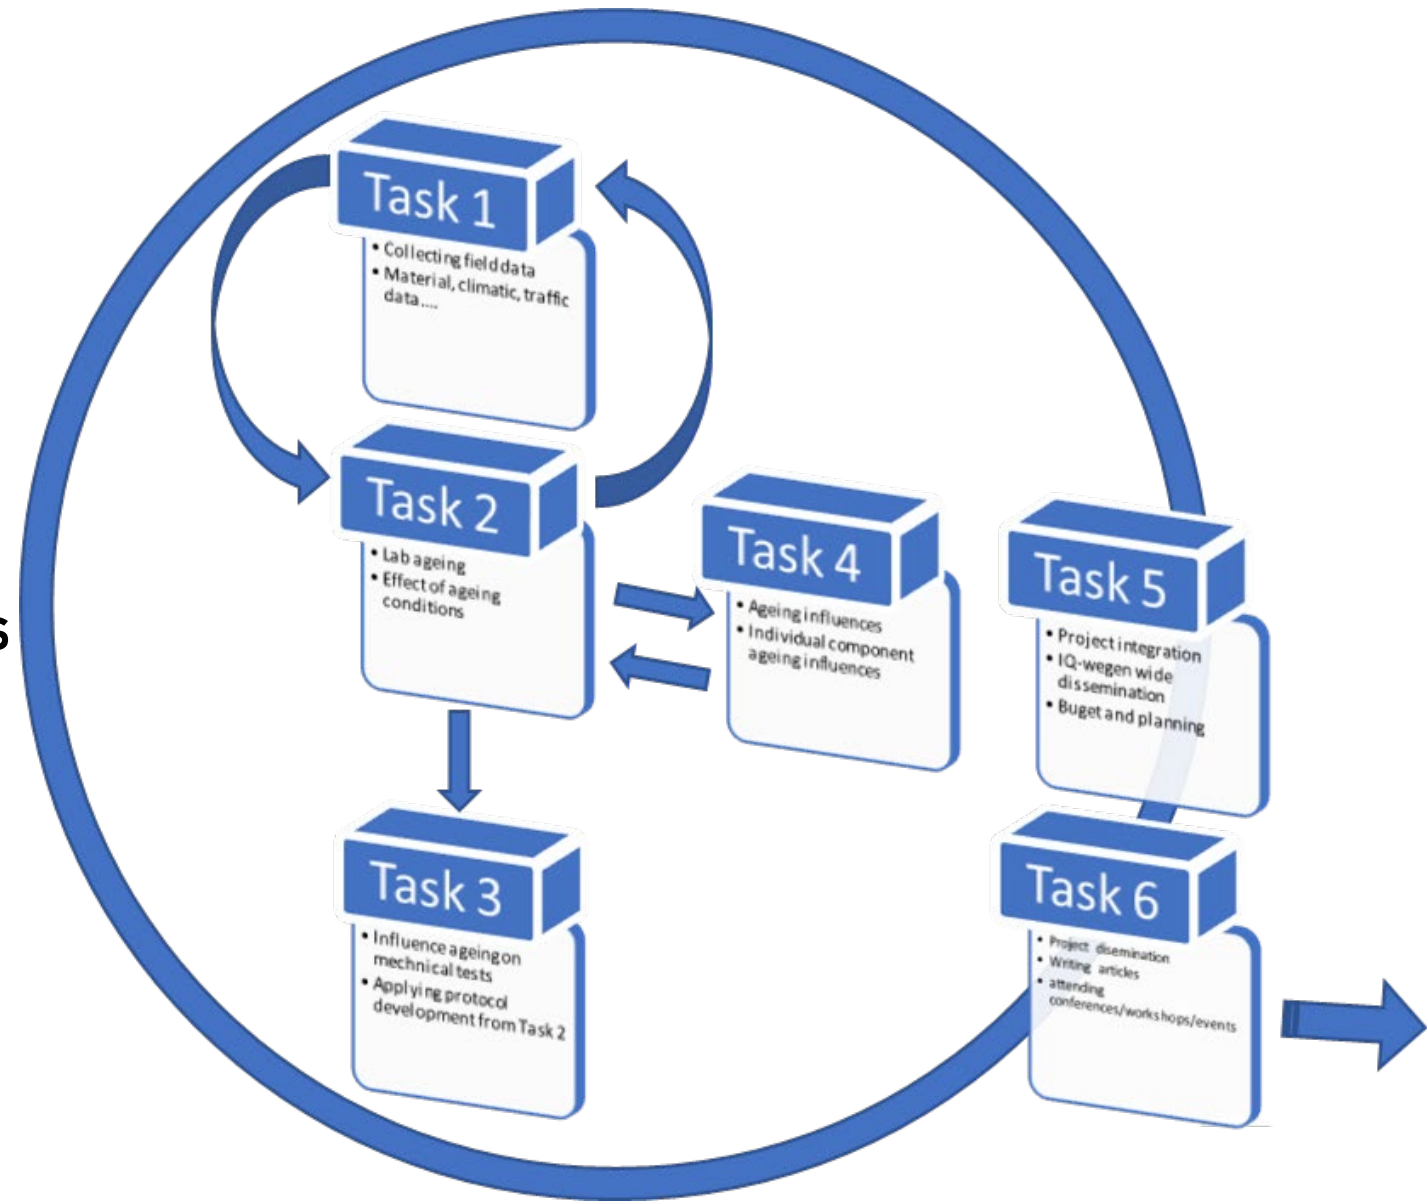 Task 1
• Collecting field data
• Material, climatic, traffic
data....
Task 2
• Lab ageing
• Effect of ageing
conditions
Task 3
• Influence ageing on
mechnical tests
• Applying protocol
development from Task 2
Task 4
• Ageing influences
• Individual component
ageing influences
Task 5
• Project integration
• IQ-wegen wide
dissemination
• Buget and planning
Task 6
• Project disemination
• Writing articles
• attending
conferences/workshops/events
s